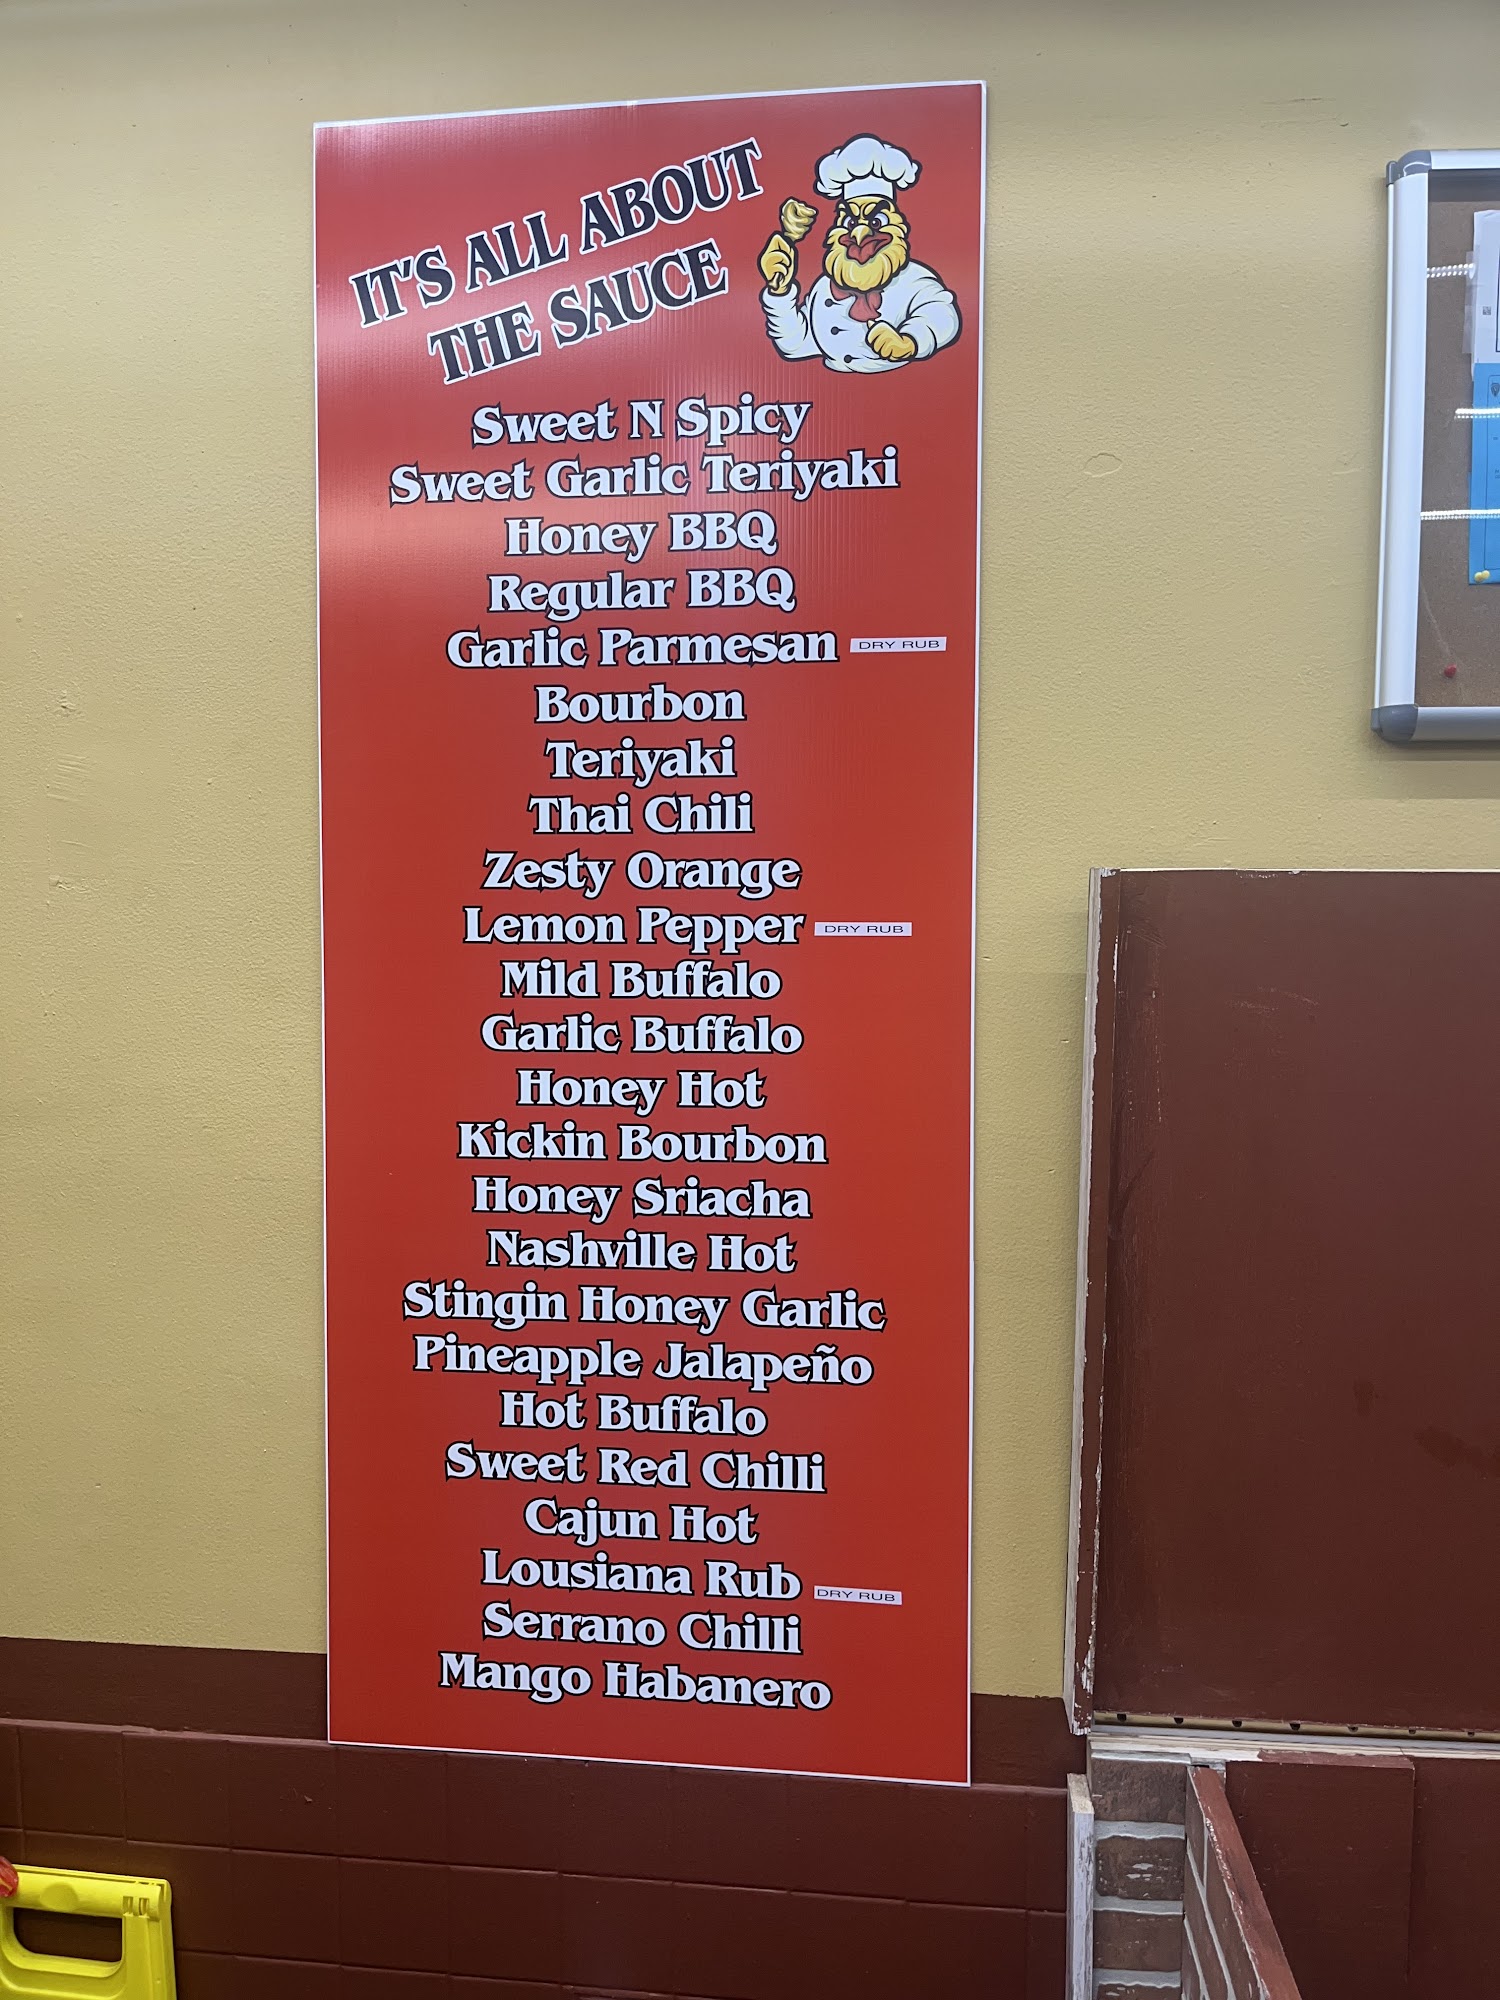 IT'S ALL ABOUT
THE SAUCE
Sweet N Spicy
Sweet Garlic Teriyaki
Honey BBQ
Regular BBQ
Garlic Parmesan DRY RUB
Bourbon
Teriyaki
Thai Chili
Zesty Orange
Lemon Pepper DRY RUB
Mild Buffalo
Garlic Buffalo
Honey Hot
Kickin Bourbon
Honey Sriacha
Nashville Hot
Stingin Honey Garlic
Pineapple Jalapeño
Hot Buffalo
Sweet Red Chilli
Cajun Hot
Lousiana Rub DRY RUB
Serrano Chilli
Mango Habanero